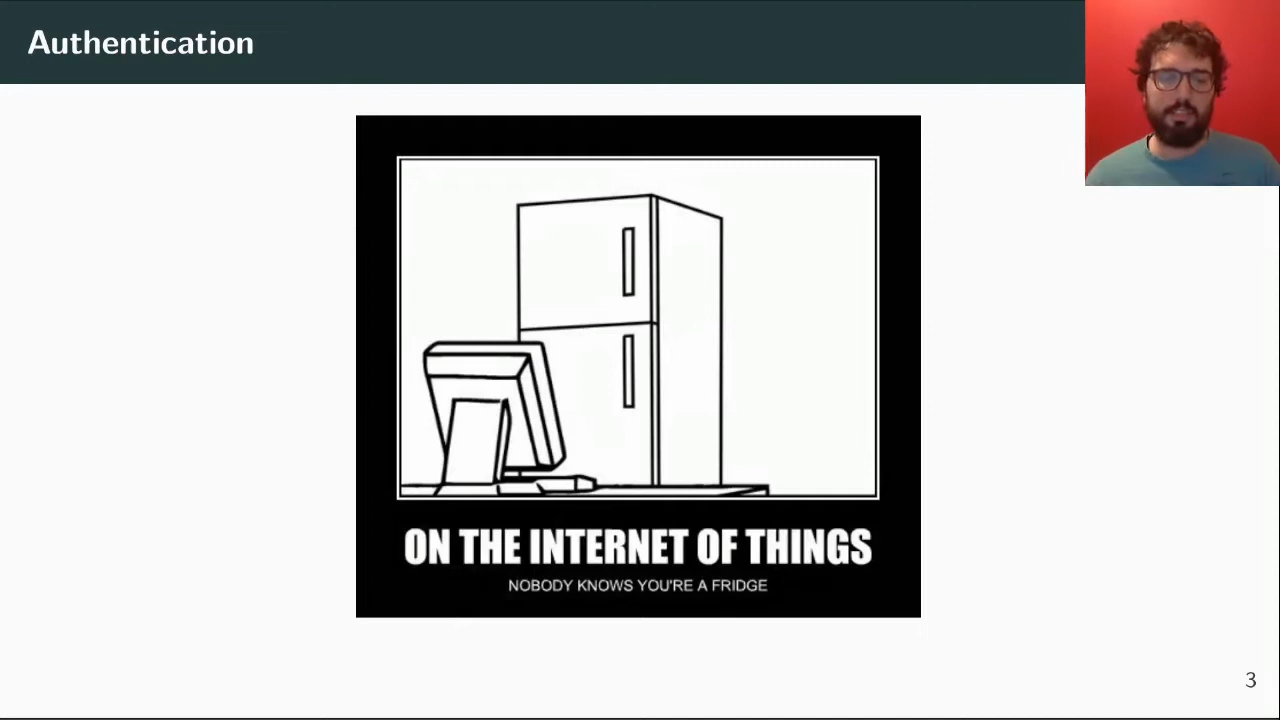 Authentication
ON THE INTERNET OF THINGS
NOBODY KNOWS YOU'RE A FRIDGE
3